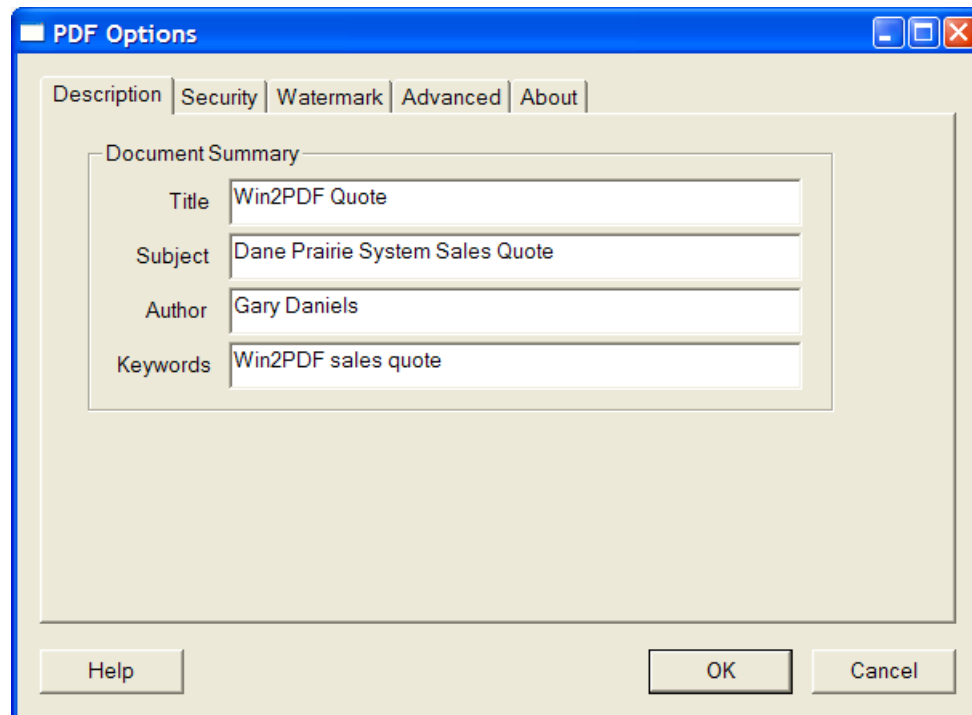 PDF Options
Description Security Watermark Advanced About
Document Summary
Title Win2PDF Quote
Subject Dane Prairie System Sales Quote
Author Gary Daniels
Keywords Win2PDF sales quote
Help OK Cancel